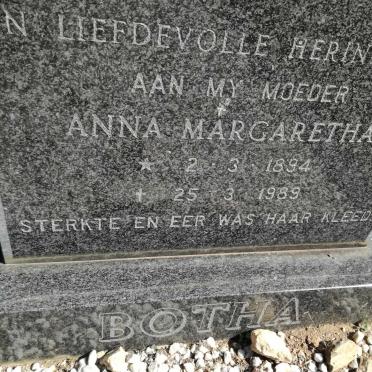 N LIEFDEVOLLE HERIN
AAN MY MOEDER
ANNA MARGARETHA
* 2 3 1894
† 25 3 1989
STERKTE EN EER WAS HAAR KLEED
BOTHA